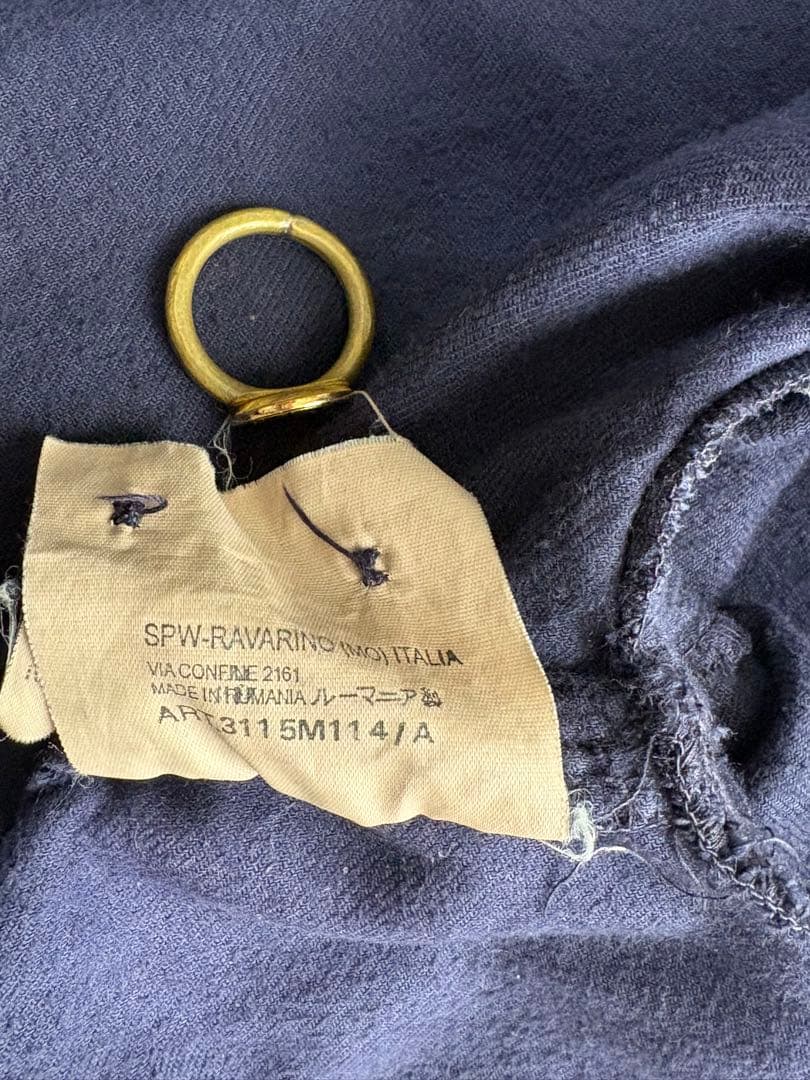 SPW-RAVARINO (MO) ITALIA
VIA CONFINE 2161
MADE IN RUMANIA ルーマニア製
ART.3115M114/A